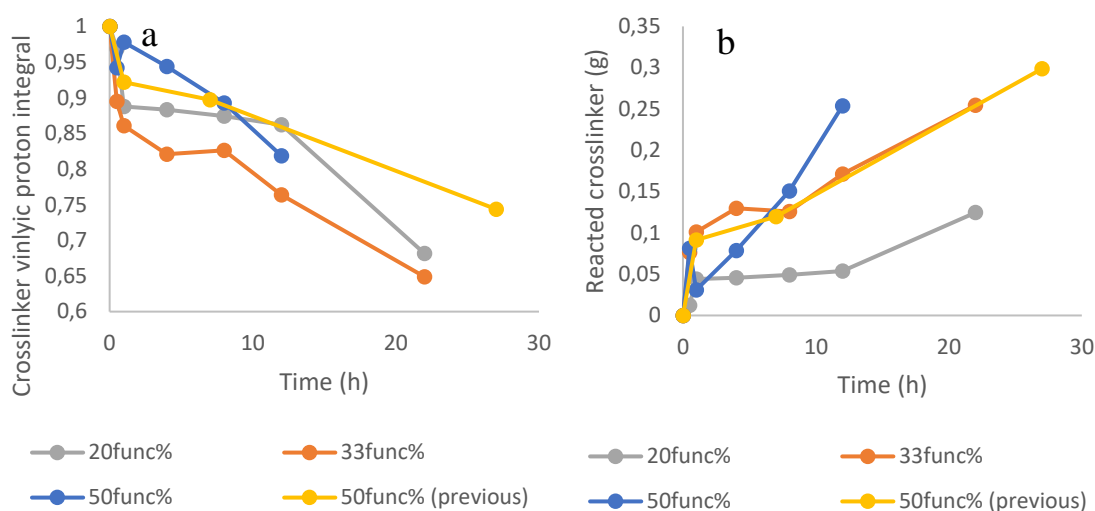 a
Crosslinker vinlyic proton integral
1
0,95
0,9
0,85
0,8
0,75
0,7
0,65
0,6
0 10 20 30
Time (h)
20func% 33func%
50func% 50func% (previous)
b
Reacted crosslinker (g)
0,35
0,3
0,25
0,2
0,15
0,1
0,05
0
0 10 20 30
Time (h)
20func% 33func%
50func% 50func% (previous)